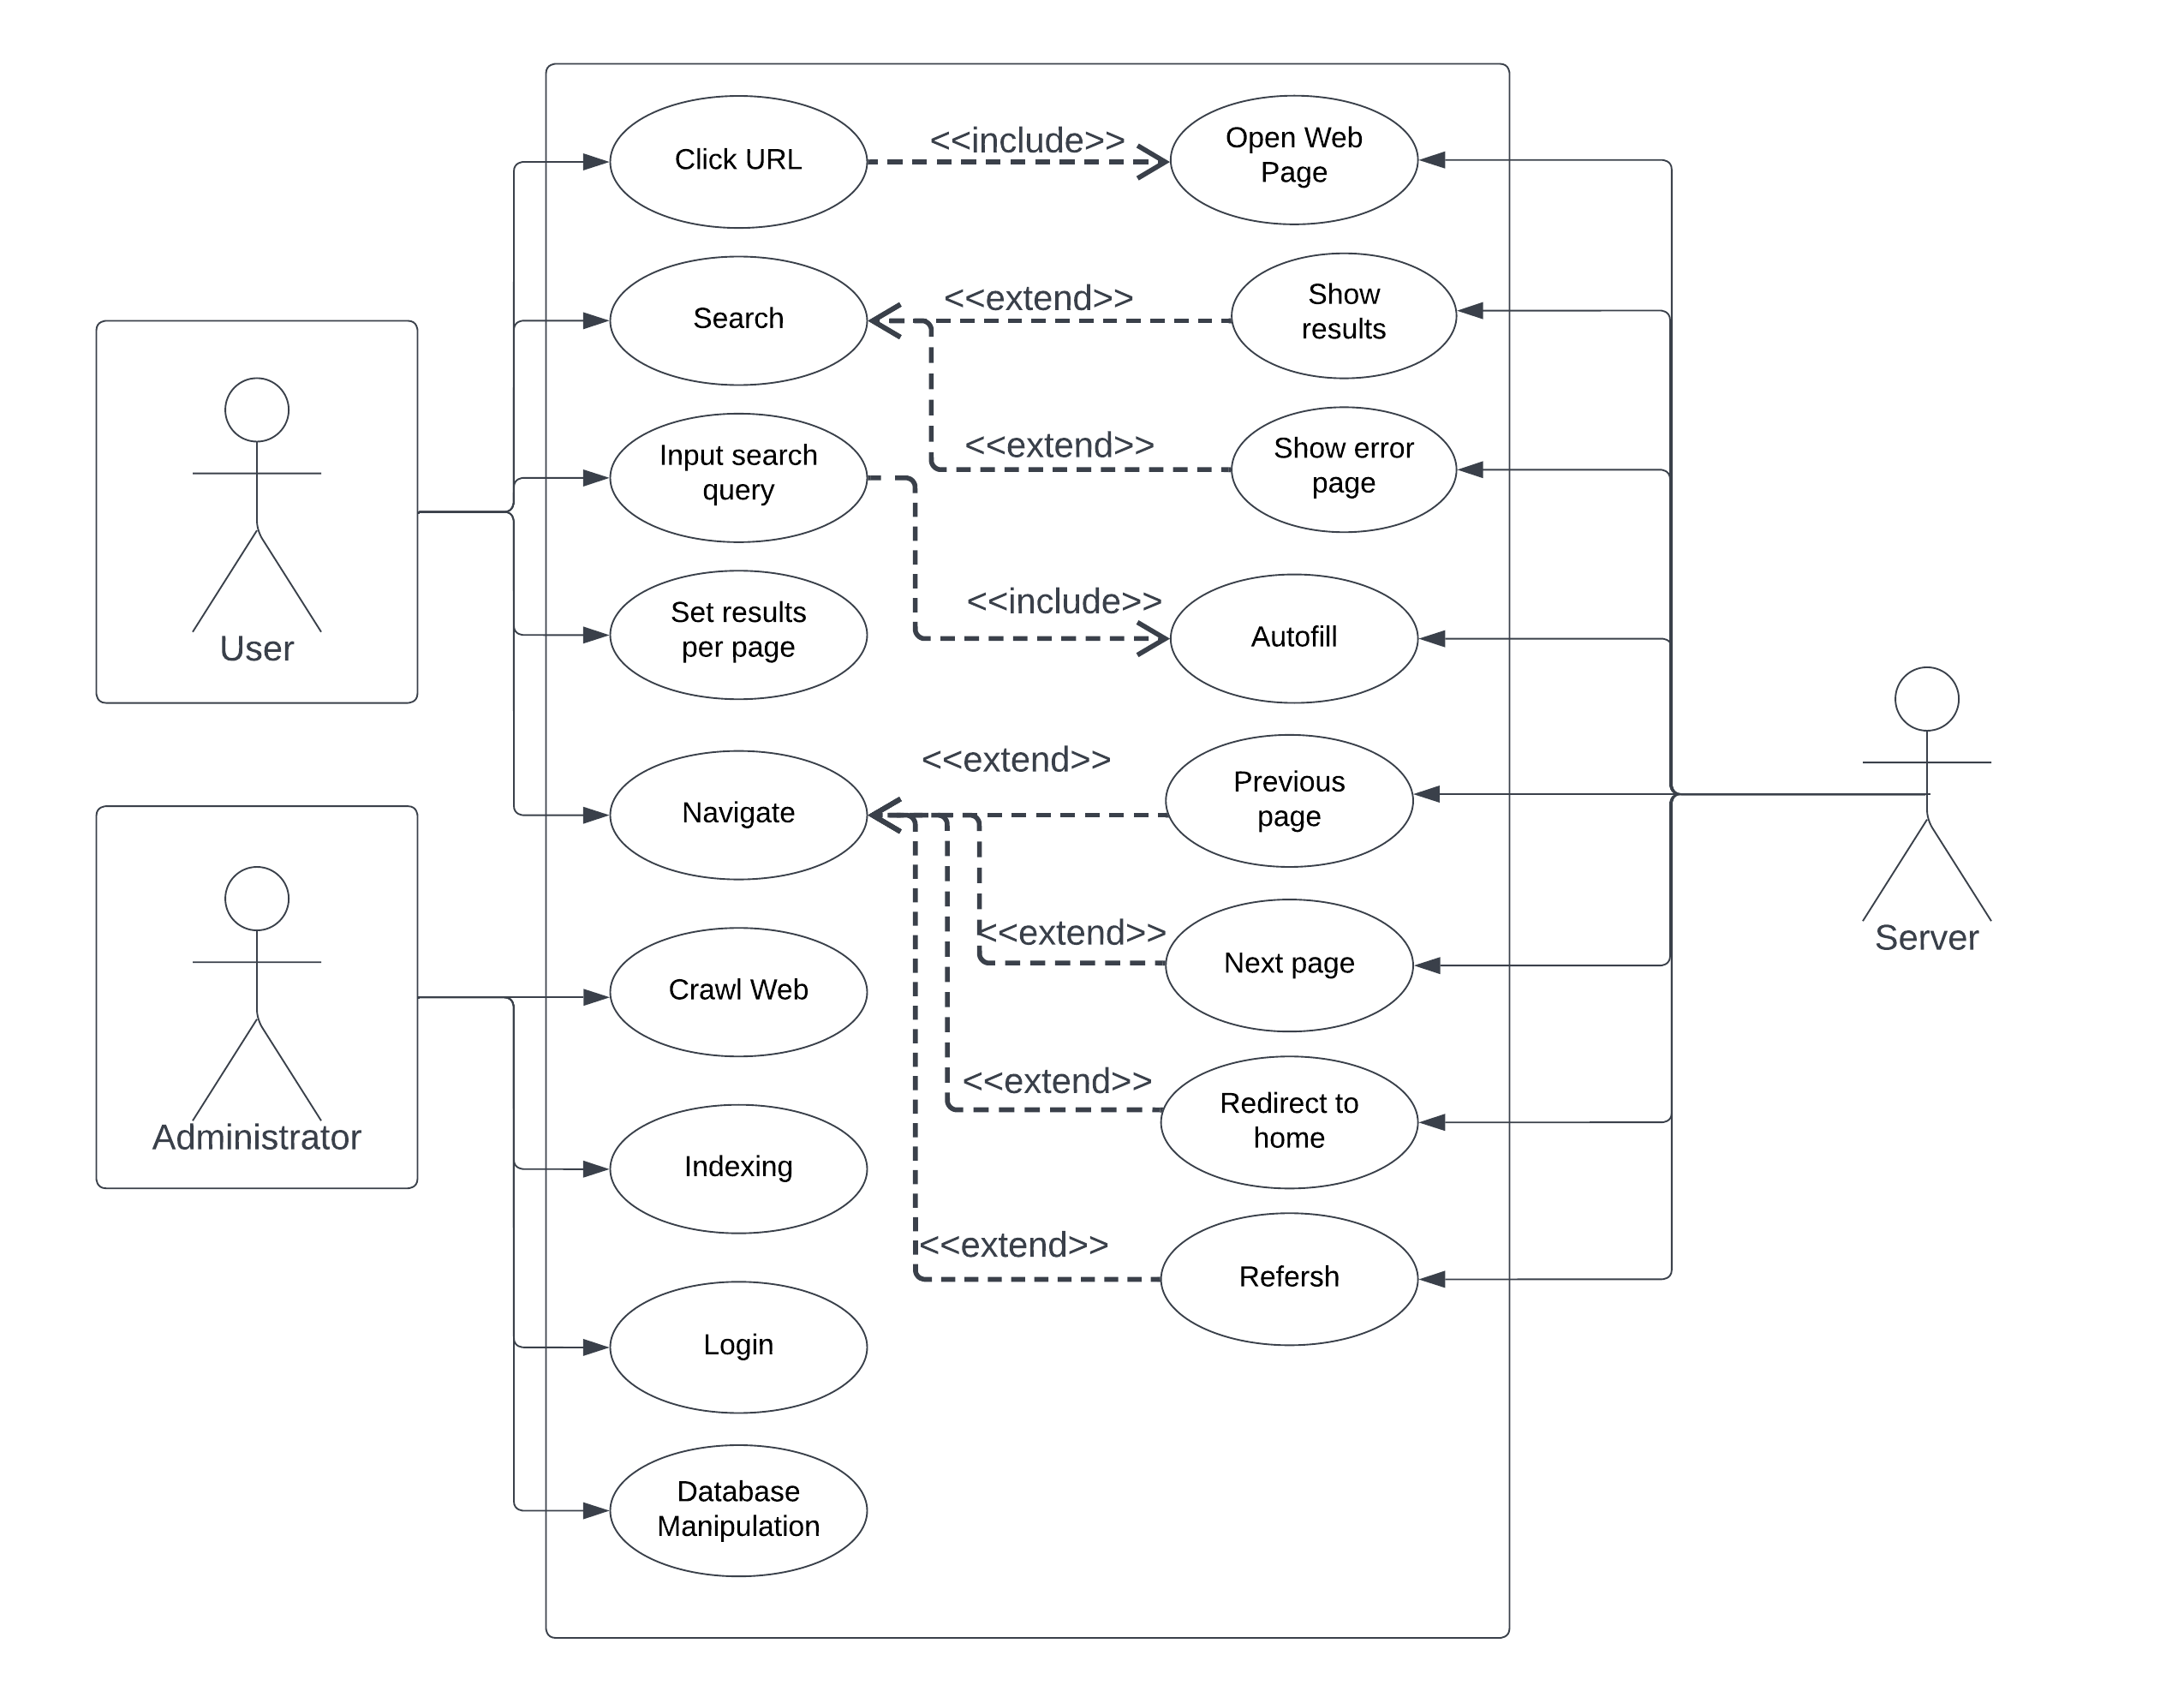 Click URL
<<include>>
Open Web
Page
Search
<<extend>>
Show
results
Input search
query
<<extend>>
Show error
page
Set results
per page
<<include>>
Autofill
User
Navigate
<<extend>>
Previous
page
Server
<<extend>>
Next page
Crawl Web
Administrator
<<extend>>
Redirect to
home
Indexing
<<extend>>
Refersh
Login
Database
Manipulation